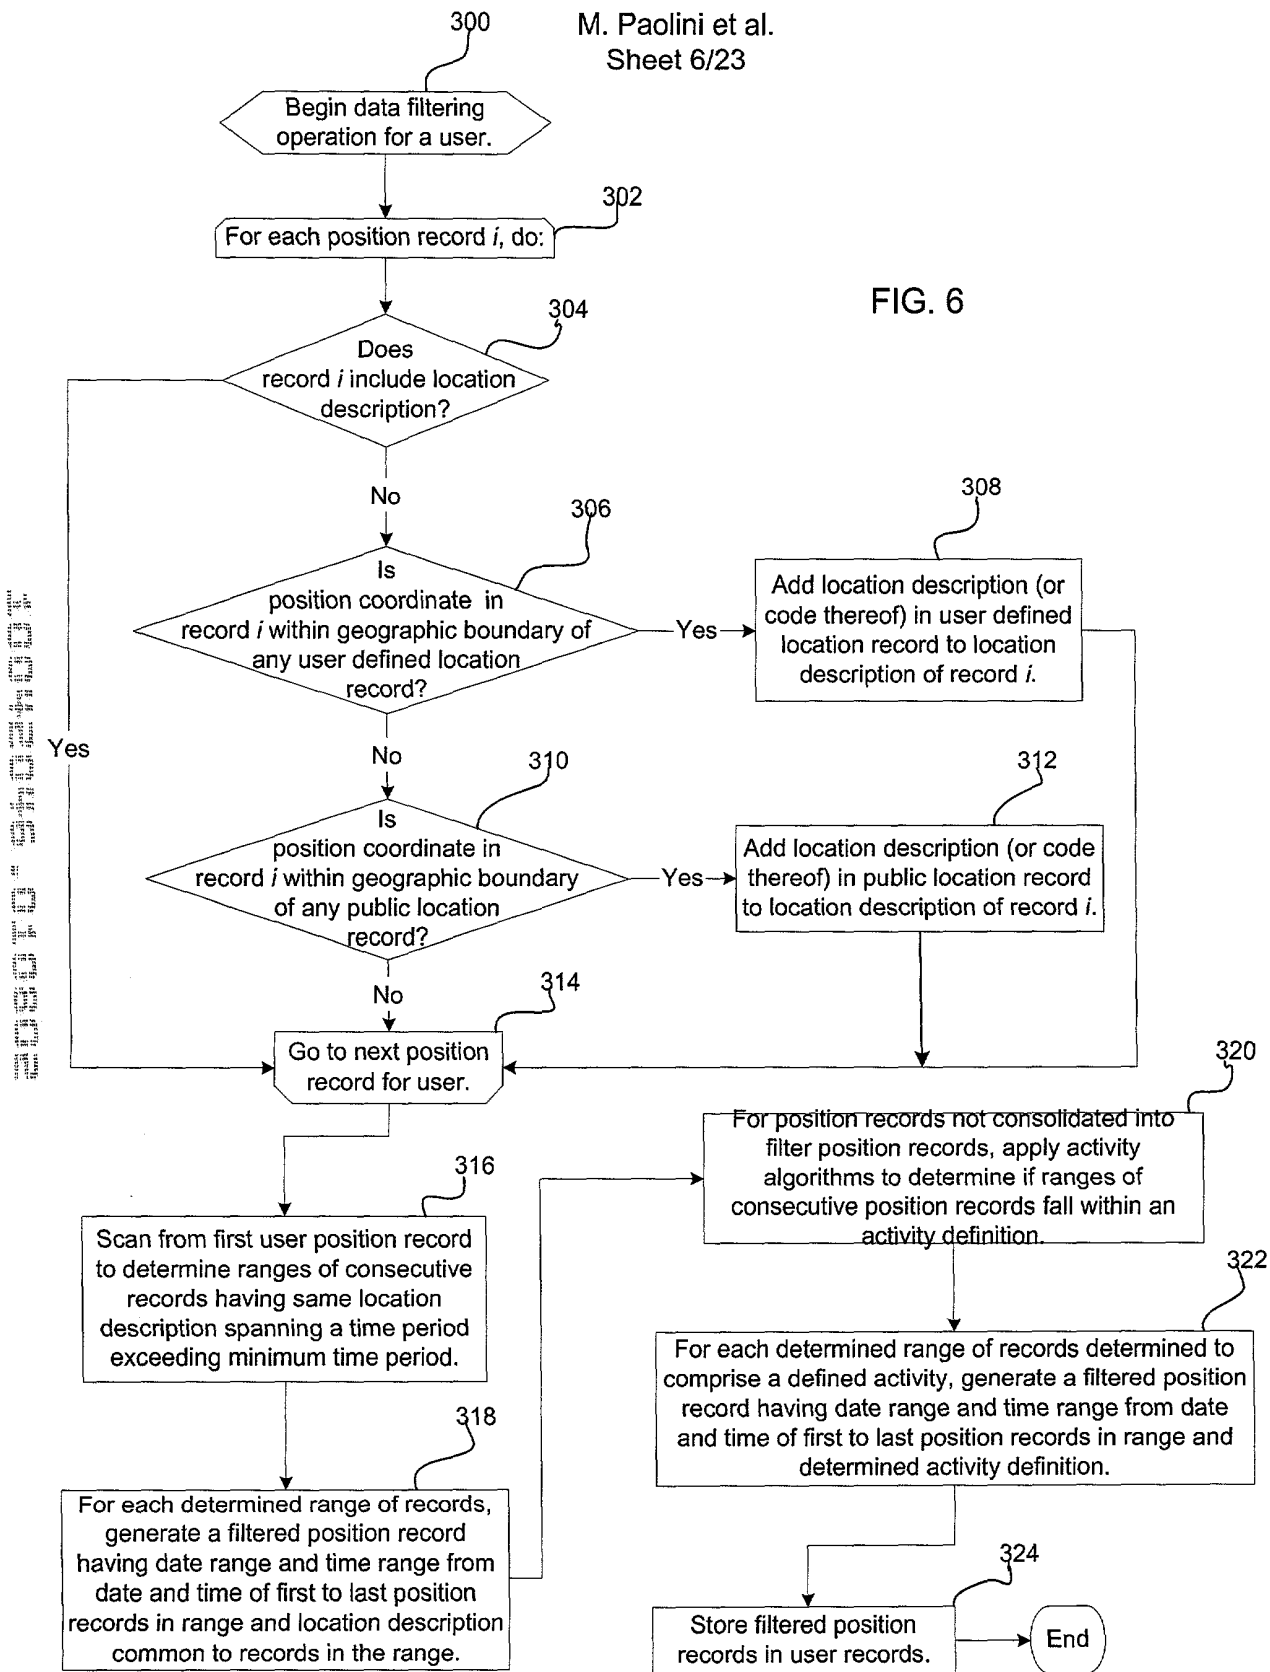 M. Paolini et al.
Sheet 6/23
300
Begin data filtering
operation for a user.
302
For each position record i, do:
FIG. 6
304
Does
record i include location
description?
No
Yes
306
Is
position coordinate in
record i within geographic boundary of
any user defined location
record?
Yes
308
Add location description (or
code thereof) in user defined
location record to location
description of record i.
No
310
Is
position coordinate in
record i within geographic boundary
of any public location
record?
Yes
312
Add location description (or code
thereof) in public location record
to location description of record i.
No
314
Go to next position
record for user.
316
Scan from first user position record
to determine ranges of consecutive
records having same location
description spanning a time period
exceeding minimum time period.
318
For each determined range of records,
generate a filtered position record
having date range and time range from
date and time of first to last position
records in range and location description
common to records in the range.
320
For position records not consolidated into
filter position records, apply activity
algorithms to determine if ranges of
consecutive position records fall within an
activity definition.
322
For each determined range of records determined to
comprise a defined activity, generate a filtered position
record having date range and time range from date
and time of first to last position records in range and
determined activity definition.
324
Store filtered position
records in user records.
End